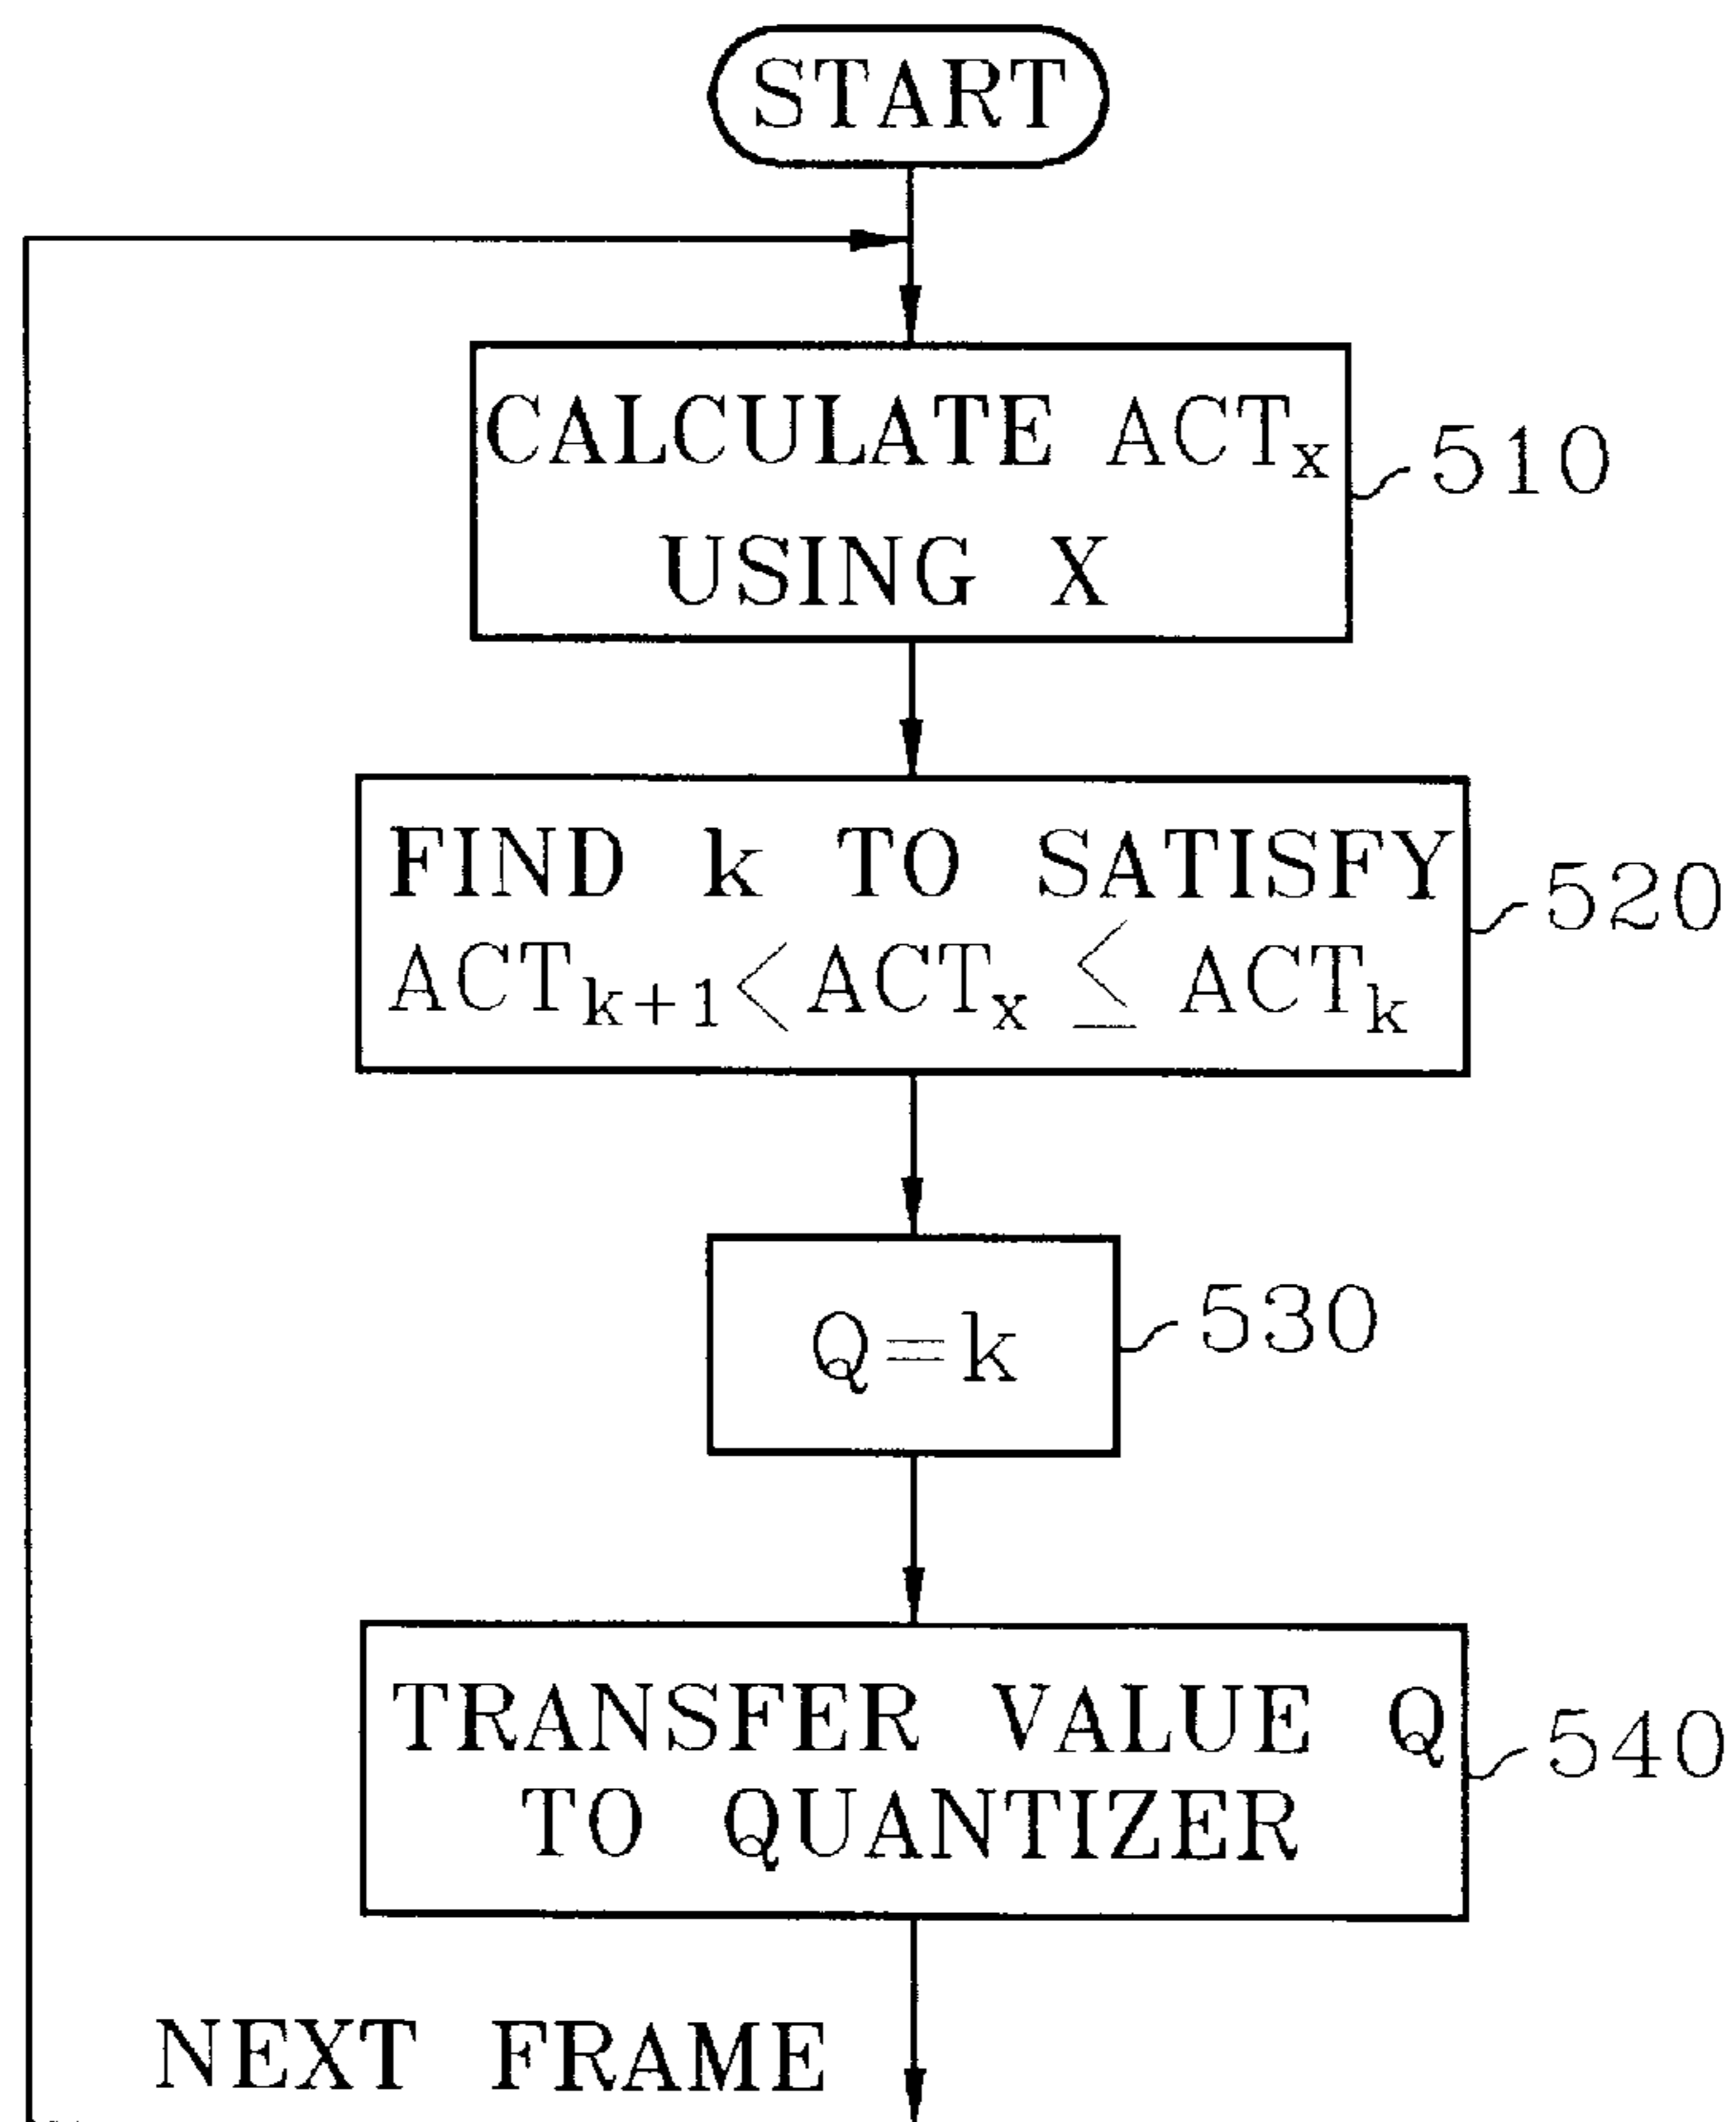 START
CALCULATE ACTₓ
USING X
510
FIND k TO SATISFY
ACTₖ₊₁<ACTₓ ≤ ACTₖ
520
Q=k
530
TRANSFER VALUE Q
TO QUANTIZER
540
NEXT FRAME